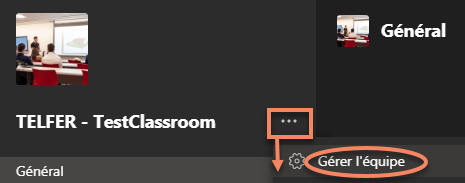 Général
TELFER - TestClassroom
...
Gérer l'équipe
Général